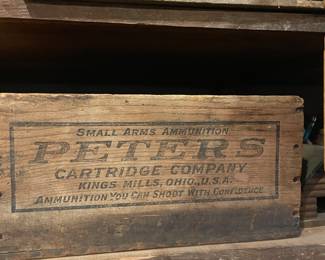 SMALL ARMS AMMUNITION
PETERS
CARTRIDGE COMPANY
KINGS MILLS, OHIO, U.S.A.
AMMUNITION YOU CAN SHOOT WITH CONFIDENCE